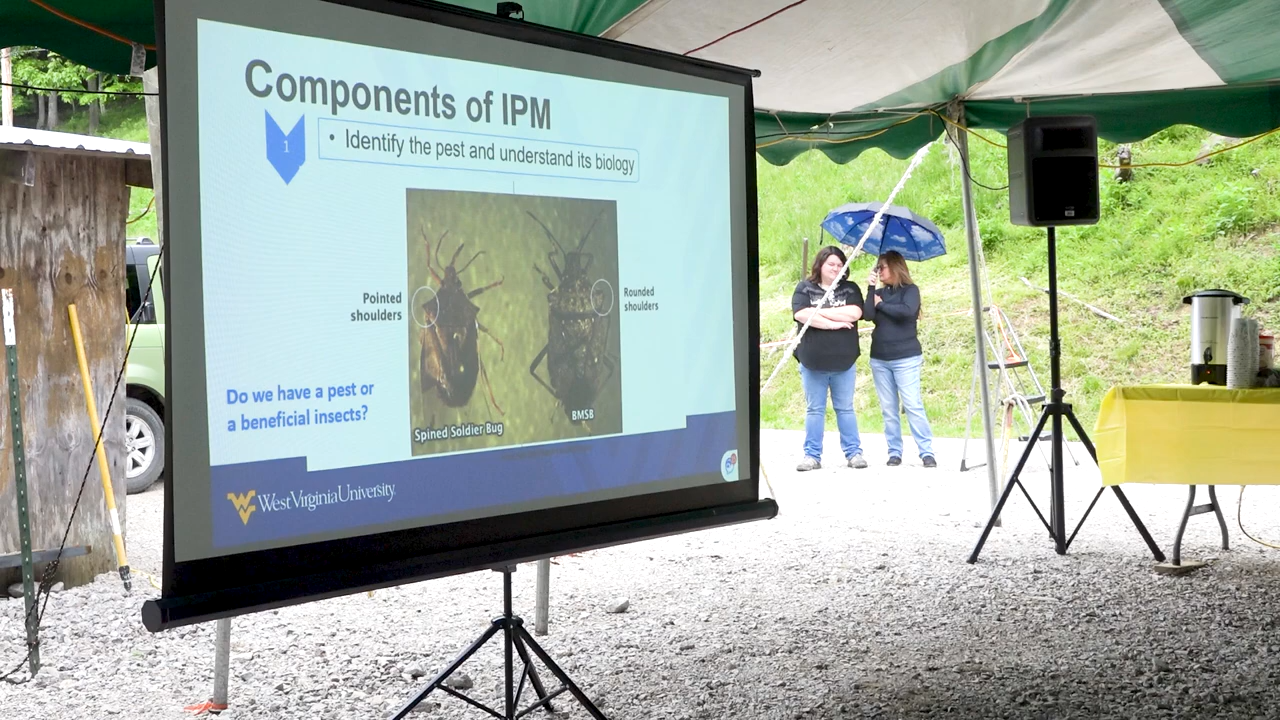 Components of IPM
1
• Identify the pest and understand its biology
Pointed
shoulders
Rounded
shoulders
Do we have a pest or
a beneficial insects?
Spined Soldier Bug
BMSB
WV
West Virginia University.